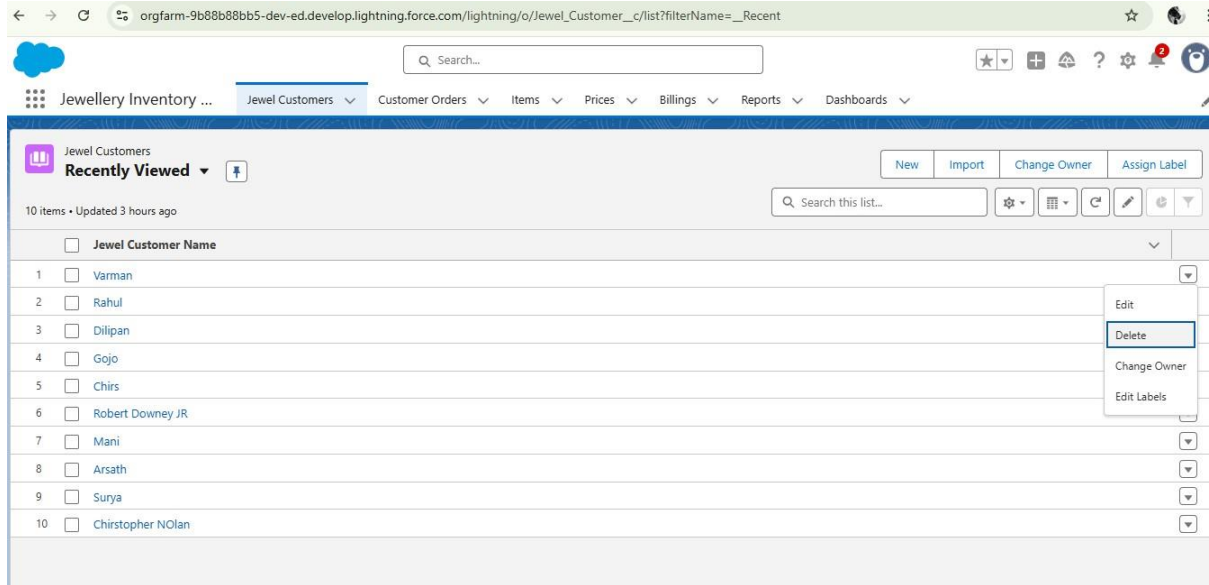 orgfarm-9b88b88bb5-dev-ed.develop.lightning.force.com/lightning/o/Jewel_Customer__c/list?filterName=__Recent
Search...
2
Jewellery Inventory ... Jewel Customers Customer Orders Items Prices Billings Reports Dashboards
Jewel Customers
Recently Viewed
New Import Change Owner Assign Label
10 items • Updated 3 hours ago
Search this list...
Jewel Customer Name
1 Varman
2 Rahul
Edit
3 Dilipan
Delete
4 Gojo
Change Owner
5 Chirs
Edit Labels
6 Robert Downey JR
7 Mani
8 Arsath
9 Surya
10 Chirstopher NOlan